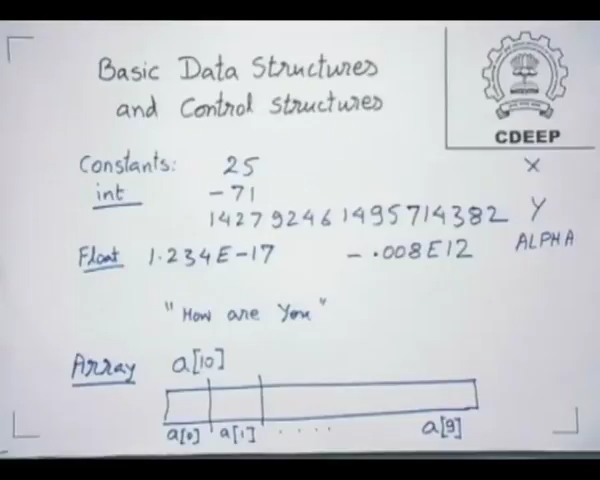 Basic Data Structures
and Control Structures
CDEEP
Constants: 25 X
int -71
14279246 1495714382 Y
Float 1.234E-17 -.008E12 ALPHA
"How are You"
Array a[10]
a[0] a[1] ..... a[9]